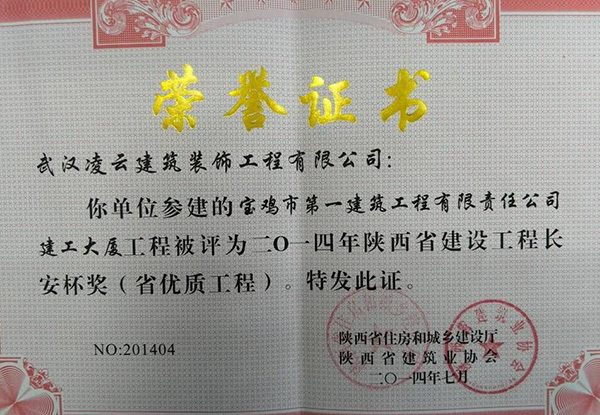 荣誉证书
武汉凌云建筑装饰工程有限公司:
你单位参建的宝鸡市第一建筑工程有限责任公司
建工大厦工程被评为二O一四年陕西省建设工程长
安杯奖(省优质工程)。特发此证。
陕西省住房和城乡建设厅
陕西省建筑业协会
NO:201404
二〇一四年七月